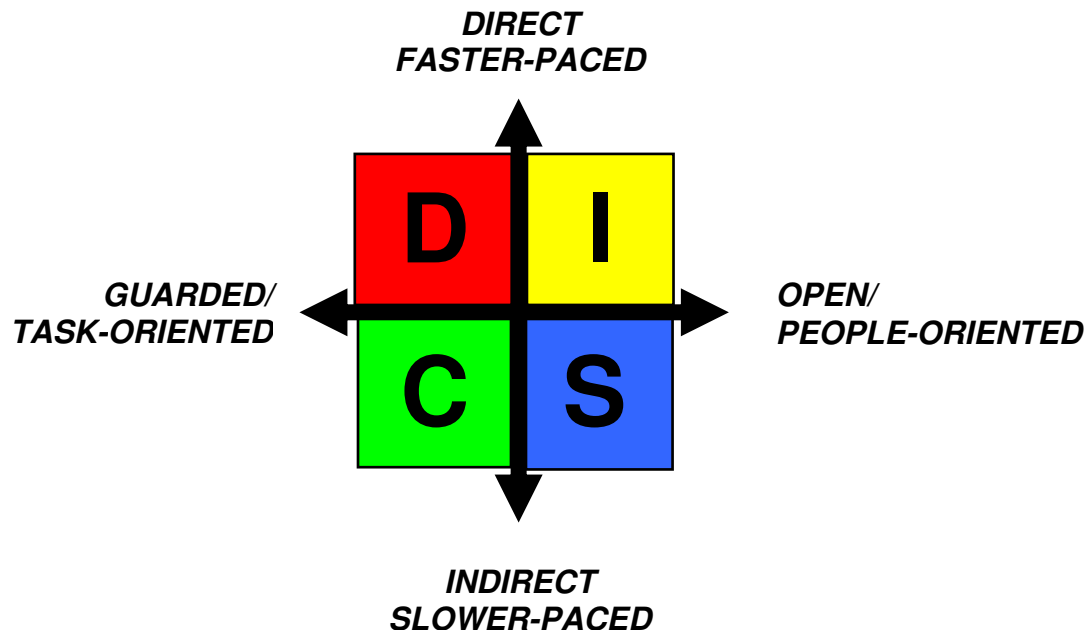 DIRECT
FASTER-PACED
D I
GUARDED/
TASK-ORIENTED
OPEN/
PEOPLE-ORIENTED
C S
INDIRECT
SLOWER-PACED